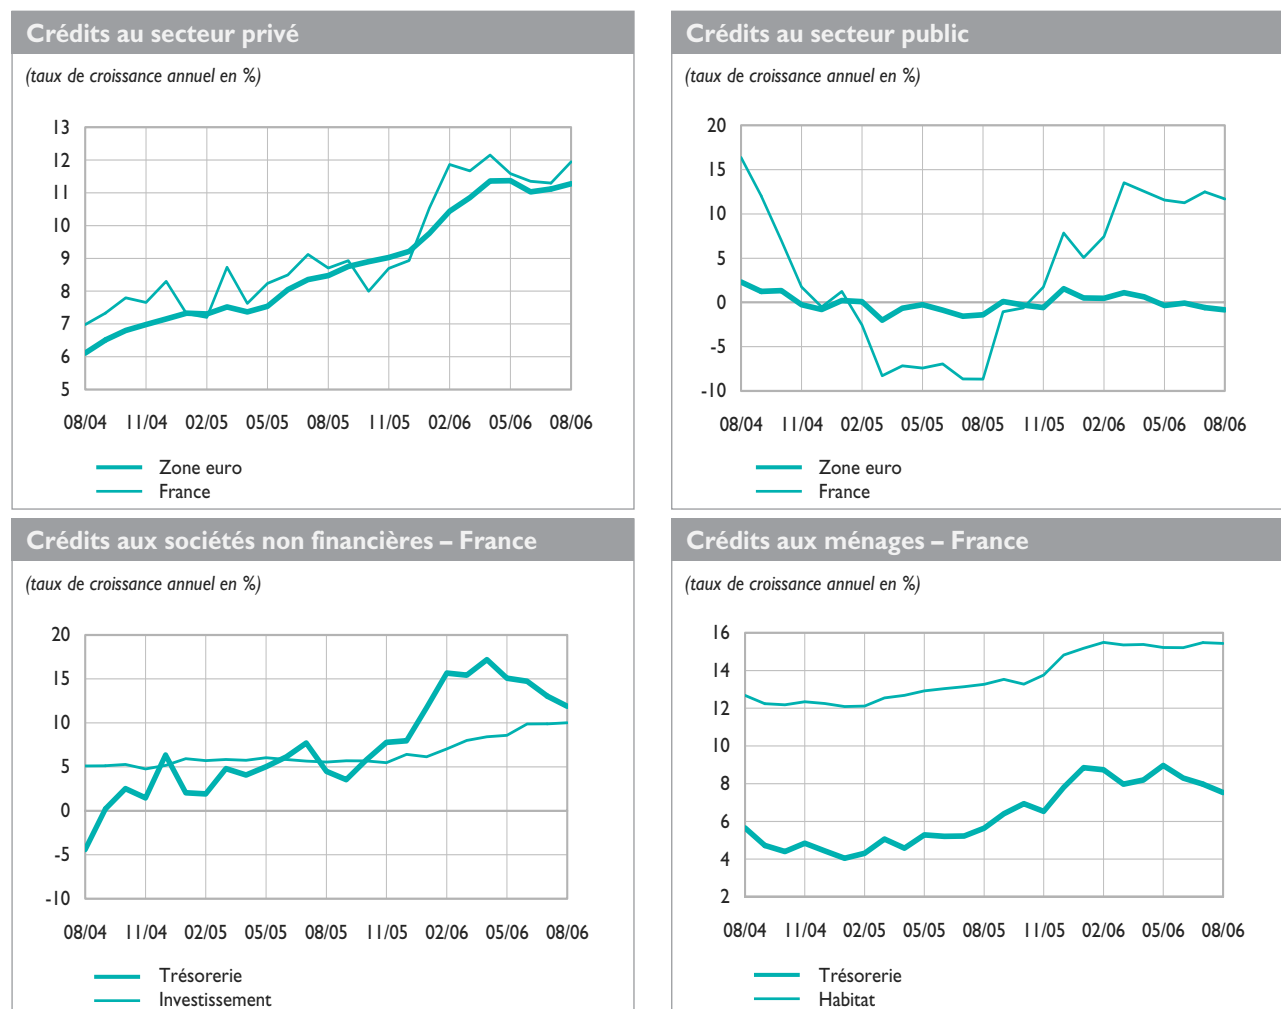 Crédits au secteur privé
(taux de croissance annuel en %)
13
12
11
10
9
8
7
6
5
08/04 11/04 02/05 05/05 08/05 11/05 02/06 05/06 08/06
Zone euro
France
Crédits au secteur public
(taux de croissance annuel en %)
20
15
10
5
0
-5
-10
08/04 11/04 02/05 05/05 08/05 11/05 02/06 05/06 08/06
Zone euro
France
Crédits aux sociétés non financières – France
(taux de croissance annuel en %)
20
15
10
5
0
-5
-10
08/04 11/04 02/05 05/05 08/05 11/05 02/06 05/06 08/06
Trésorerie
Investissement
Crédits aux ménages – France
(taux de croissance annuel en %)
16
14
12
10
8
6
4
2
08/04 11/04 02/05 05/05 08/05 11/05 02/06 05/06 08/06
Trésorerie
Habitat